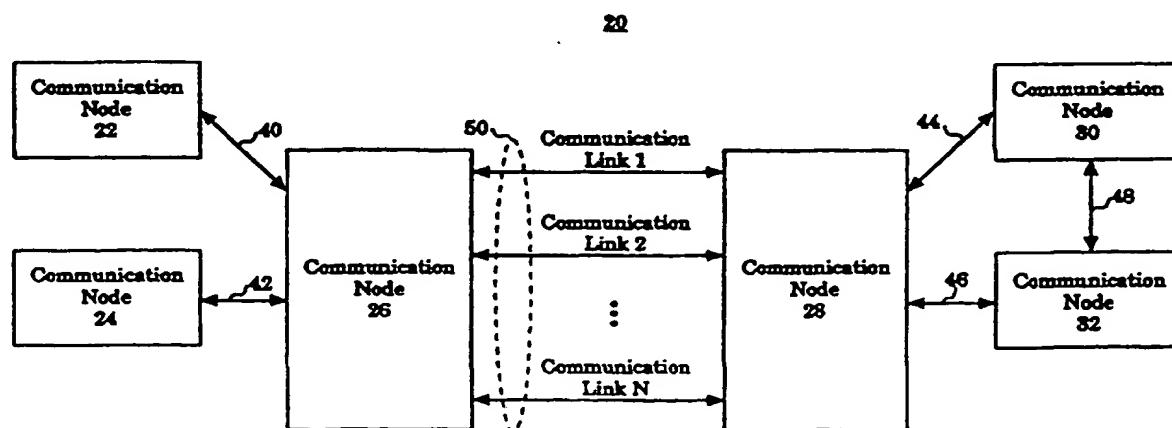 20
Communication
Node
22
40
Communication
Node
24
42
Communication
Node
26
50
Communication
Link 1
Communication
Link 2
Communication
Link N
Communication
Node
28
44
46
Communication
Node
30
48
Communication
Node
32